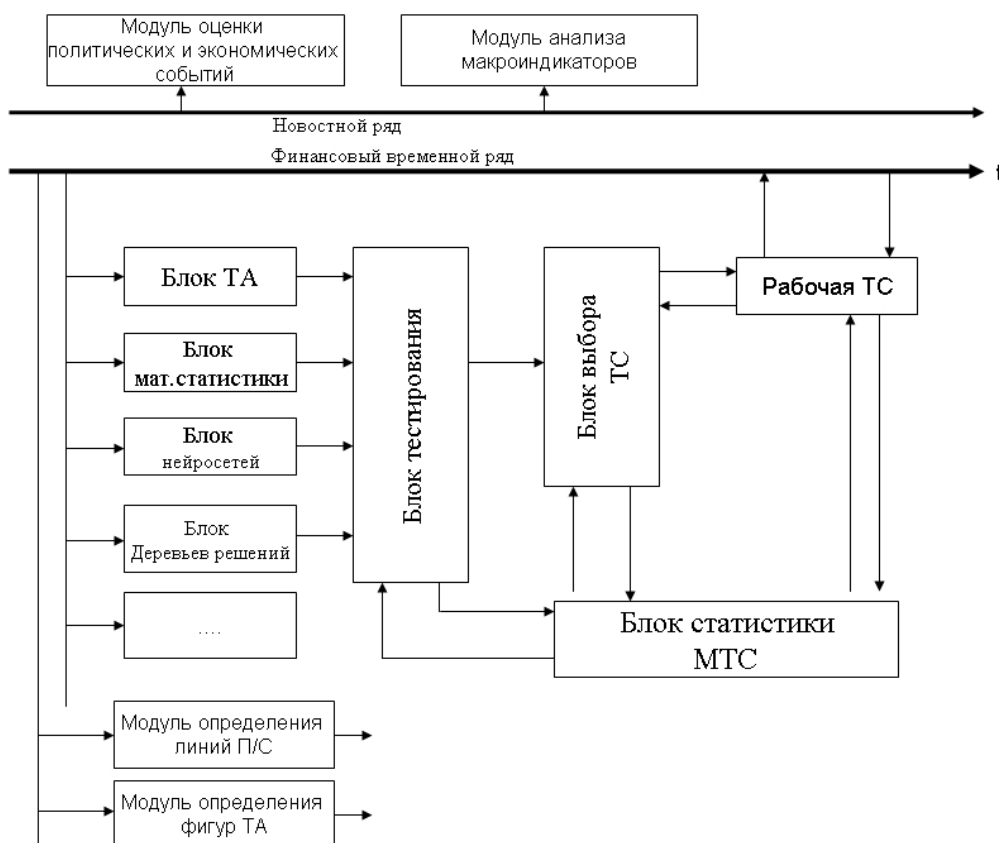 Модуль оценки
политических и экономических
событий
Модуль анализа
макроиндикаторов
Новостной ряд
Финансовый временной ряд
t
Блок ТА
Блок
мат.статистики
Блок
нейросетей
Блок
Деревьев решений
....
Блок тестирования
Блок выбора
ТС
Рабочая ТС
Блок статистики
МТС
Модуль определения
линий П/С
Модуль определения
фигур ТА